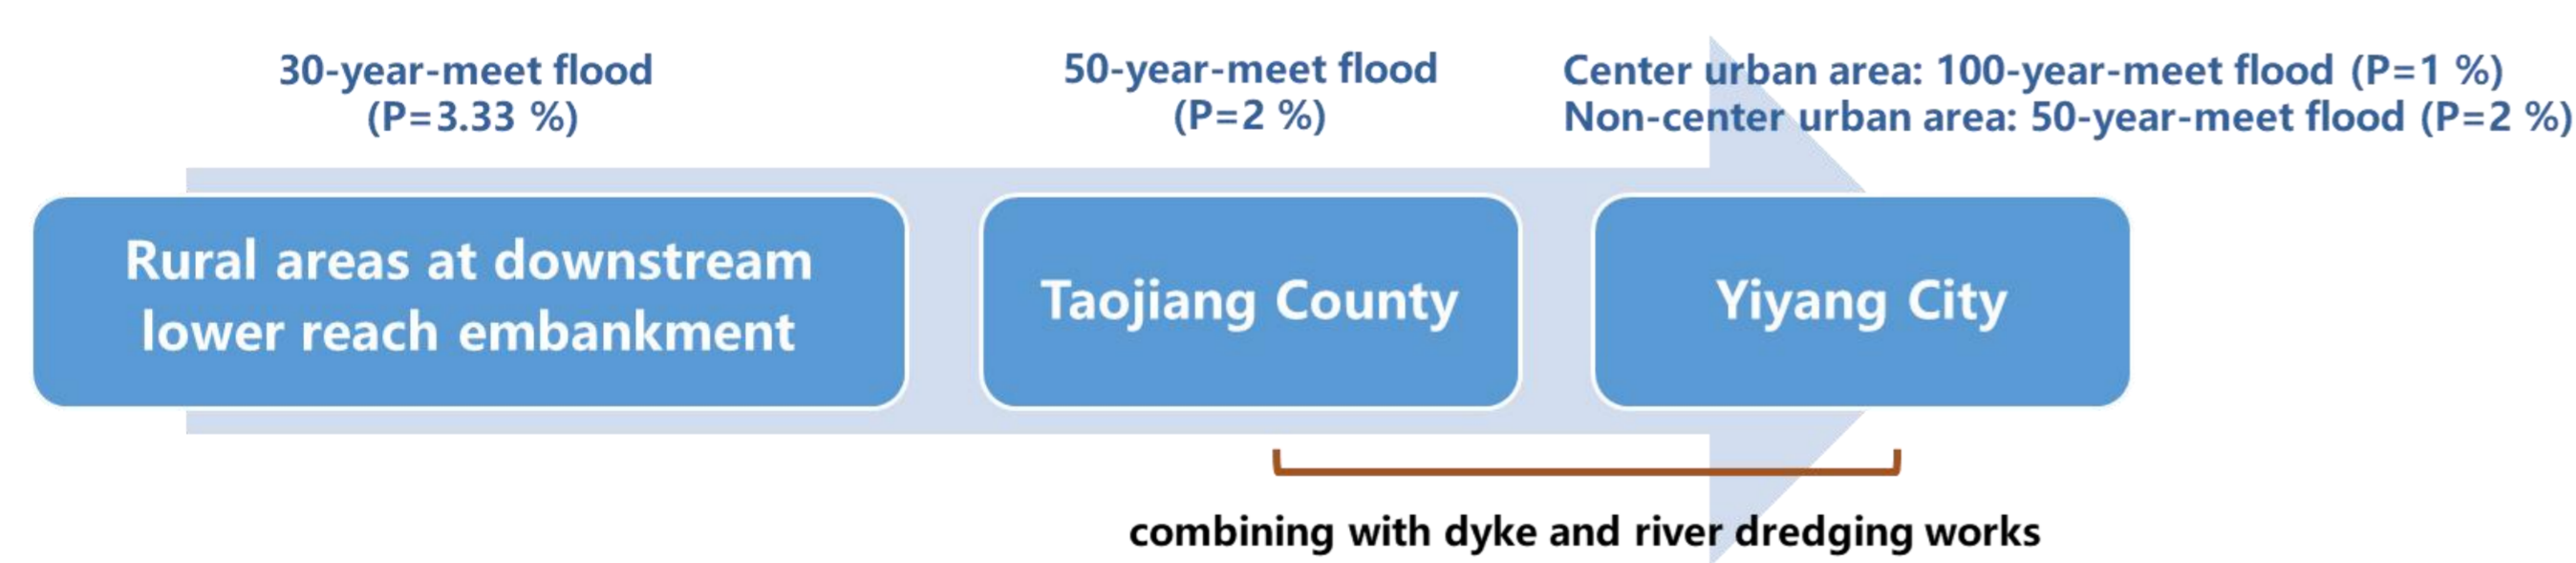 30-year-meet flood
(P=3.33 %)
50-year-meet flood
(P=2 %)
Center urban area: 100-year-meet flood (P=1 %)
Non-center urban area: 50-year-meet flood (P=2 %)
Rural areas at downstream
lower reach embankment
Taojiang County
Yiyang City
combining with dyke and river dredging works